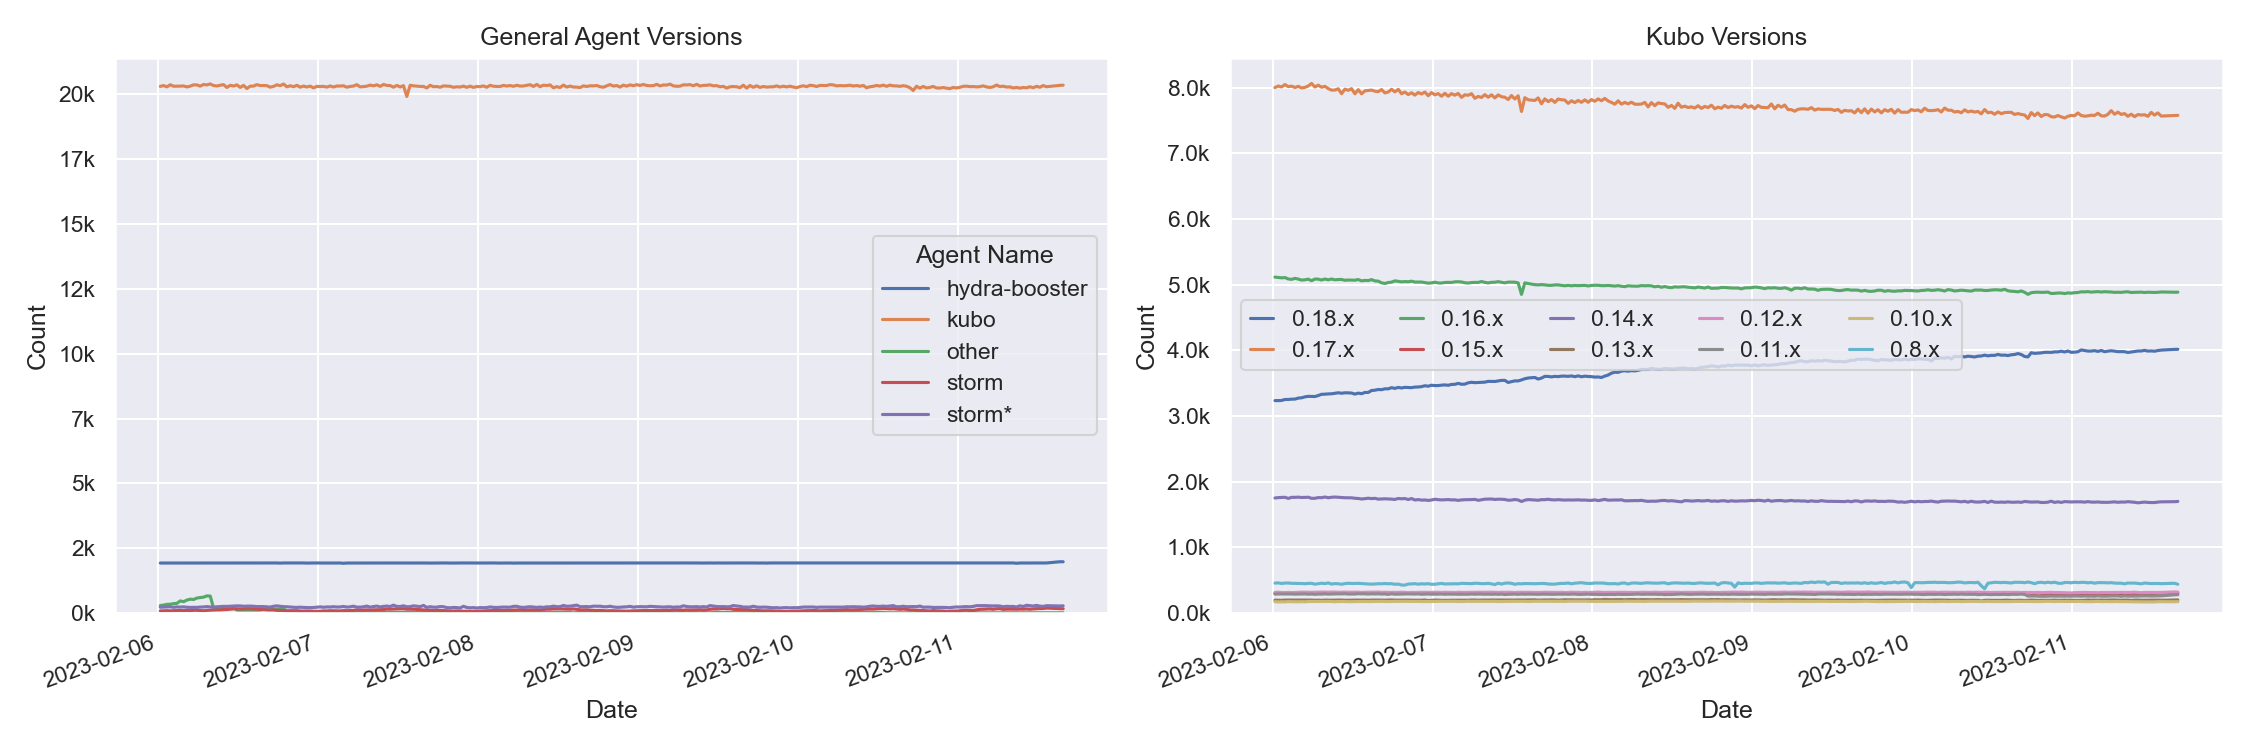 General Agent Versions
20k
17k
15k
12k
10k
7k
5k
2k
0k
Count
Agent Name
hydra-booster
kubo
other
storm
storm*
2023-02-06
2023-02-07
2023-02-08
2023-02-09
2023-02-10
2023-02-11
Date
Kubo Versions
8.0k
7.0k
6.0k
5.0k
4.0k
3.0k
2.0k
1.0k
0.0k
Count
0.18.x 0.16.x 0.14.x 0.12.x 0.10.x
0.17.x 0.15.x 0.13.x 0.11.x 0.8.x
2023-02-06
2023-02-07
2023-02-08
2023-02-09
2023-02-10
2023-02-11
Date